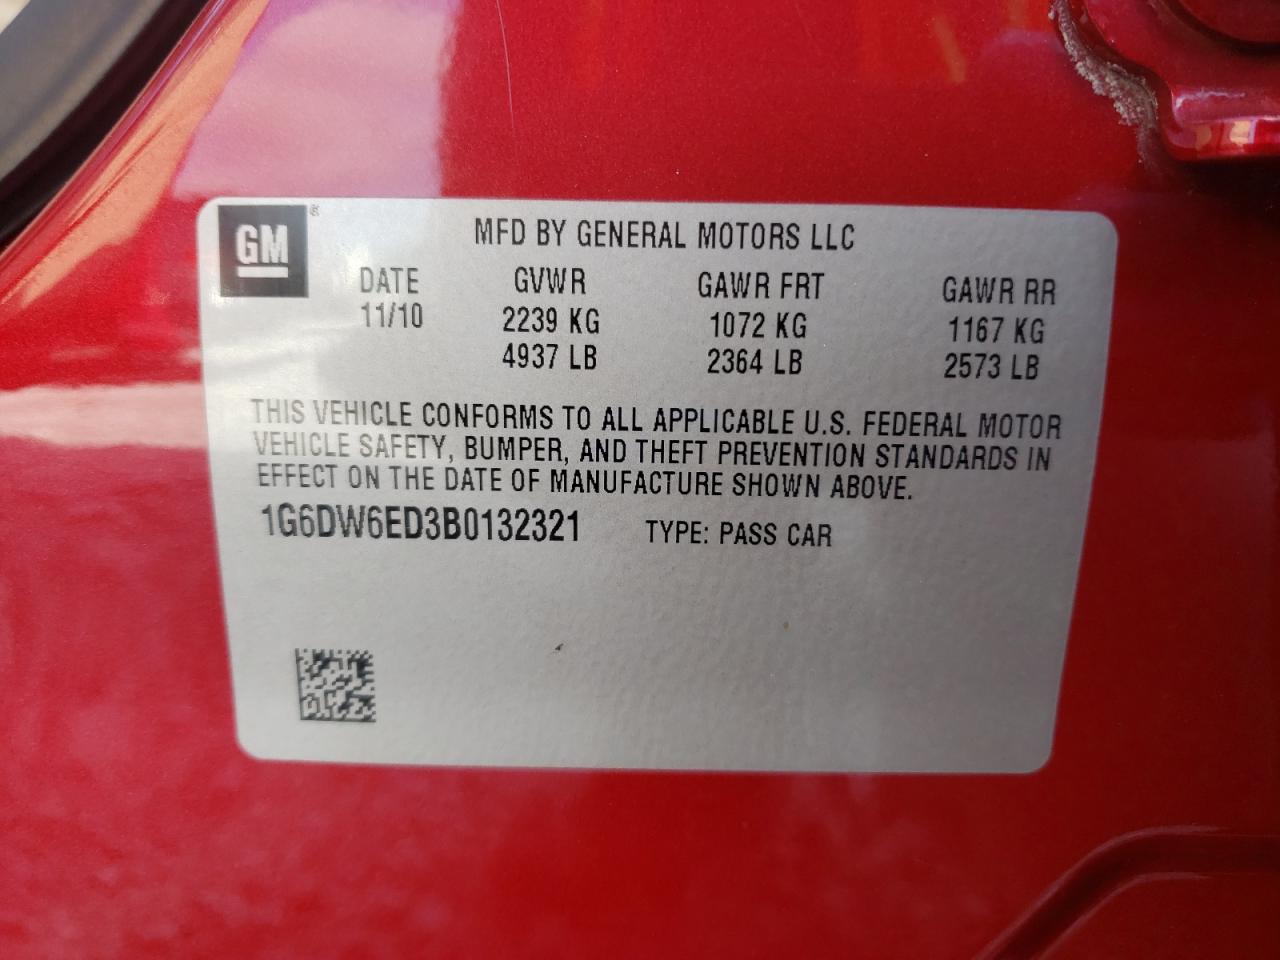 GM ®
MFD BY GENERAL MOTORS LLC
DATE GVWR GAWR FRT GAWR RR
11/10 2239 KG 1072 KG 1167 KG
4937 LB 2364 LB 2573 LB
THIS VEHICLE CONFORMS TO ALL APPLICABLE U.S. FEDERAL MOTOR
VEHICLE SAFETY, BUMPER, AND THEFT PREVENTION STANDARDS IN
EFFECT ON THE DATE OF MANUFACTURE SHOWN ABOVE.
1G6DW6ED3B0132321 TYPE: PASS CAR